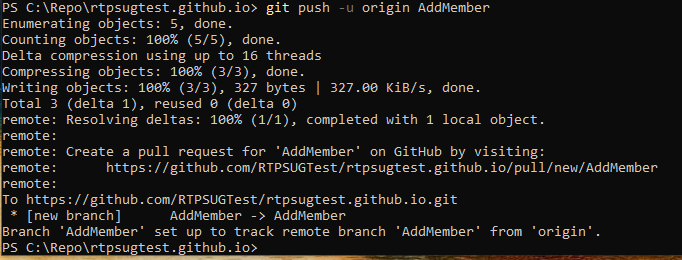 PS C:\Repo\rtpsugtest.github.io> git push -u origin AddMember
Enumerating objects: 5, done.
Counting objects: 100% (5/5), done.
Delta compression using up to 16 threads
Compressing objects: 100% (3/3), done.
Writing objects: 100% (3/3), 327 bytes | 327.00 KiB/s, done.
Total 3 (delta 1), reused 0 (delta 0)
remote: Resolving deltas: 100% (1/1), completed with 1 local object.
remote:
remote: Create a pull request for 'AddMember' on GitHub by visiting:
remote:      https://github.com/RTPSUGTest/rtpsugtest.github.io/pull/new/AddMember
remote:
To https://github.com/RTPSUGTest/rtpsugtest.github.io.git
 * [new branch]      AddMember -> AddMember
Branch 'AddMember' set up to track remote branch 'AddMember' from 'origin'.
PS C:\Repo\rtpsugtest.github.io>